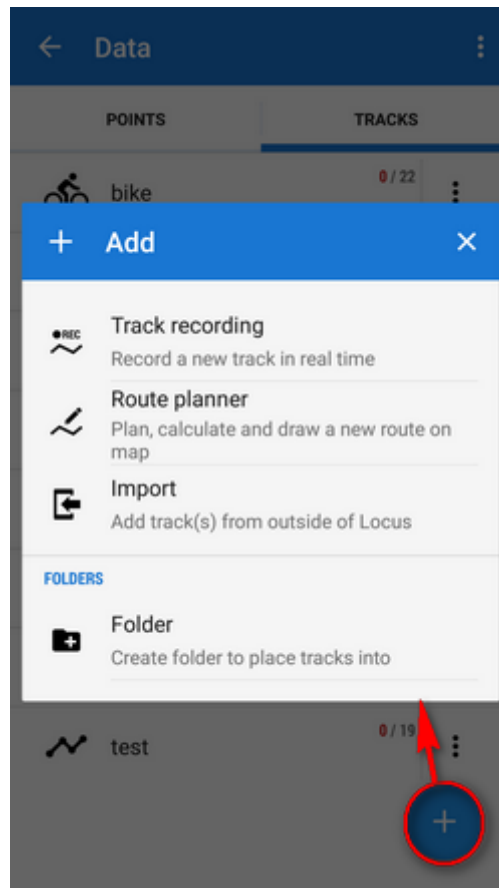 Data
POINTS
TRACKS
bike
0 / 22
+ Add
REC
Track recording
Record a new track in real time
Route planner
Plan, calculate and draw a new route on
map
Import
Add track(s) from outside of Locus
FOLDERS
Folder
Create folder to place tracks into
test
0 / 19
+